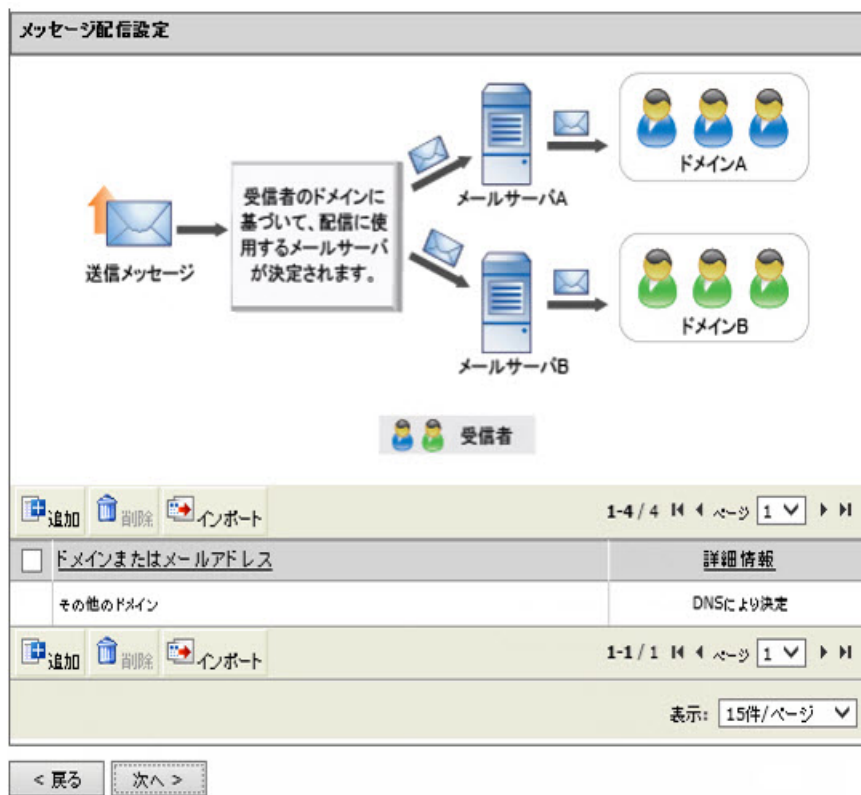 メッセージ配信設定
受信者のドメインに
基づいて、配信に使
用するメールサーバ
が決定されます。
送信メッセージ
メールサーバA
ドメインA
メールサーバB
ドメインB
受信者
追加 削除 インポート 1-4 / 4 ページ 1
ドメインまたはメールアドレス 詳細情報
その他のドメイン DNSにより決定
追加 削除 インポート 1-1 / 1 ページ 1
表示: 15件/ページ
< 戻る 次へ >